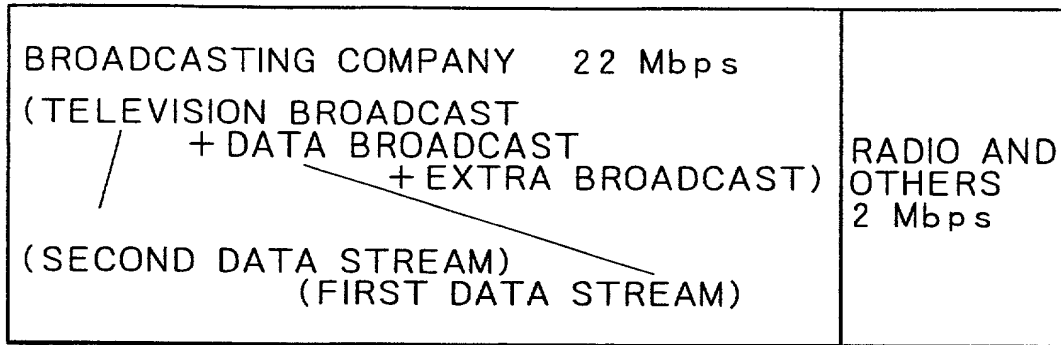 BROADCASTING COMPANY 22 Mbps
(TELEVISION BROADCAST
+DATA BROADCAST
+EXTRA BROADCAST)
(SECOND DATA STREAM)
(FIRST DATA STREAM)
RADIO AND
OTHERS
2 Mbps